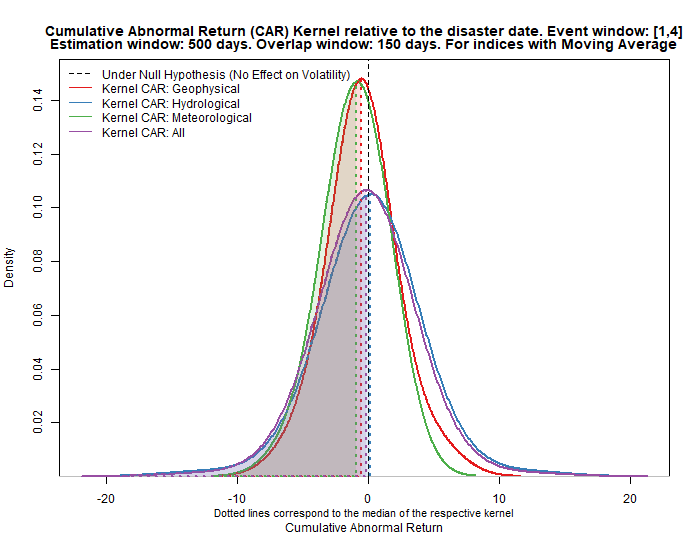 Cumulative Abnormal Return (CAR) Kernel relative to the disaster date. Event window: [1,4]
Estimation window: 500 days. Overlap window: 150 days. For indices with Moving Average
Under Null Hypothesis (No Effect on Volatility)
Kernel CAR: Geophysical
Kernel CAR: Hydrological
Kernel CAR: Meteorological
Kernel CAR: All
0.14
0.12
0.10
0.08
0.06
0.04
0.02
Density
-20 -10 0 10 20
Dotted lines correspond to the median of the respective kernel
Cumulative Abnormal Return